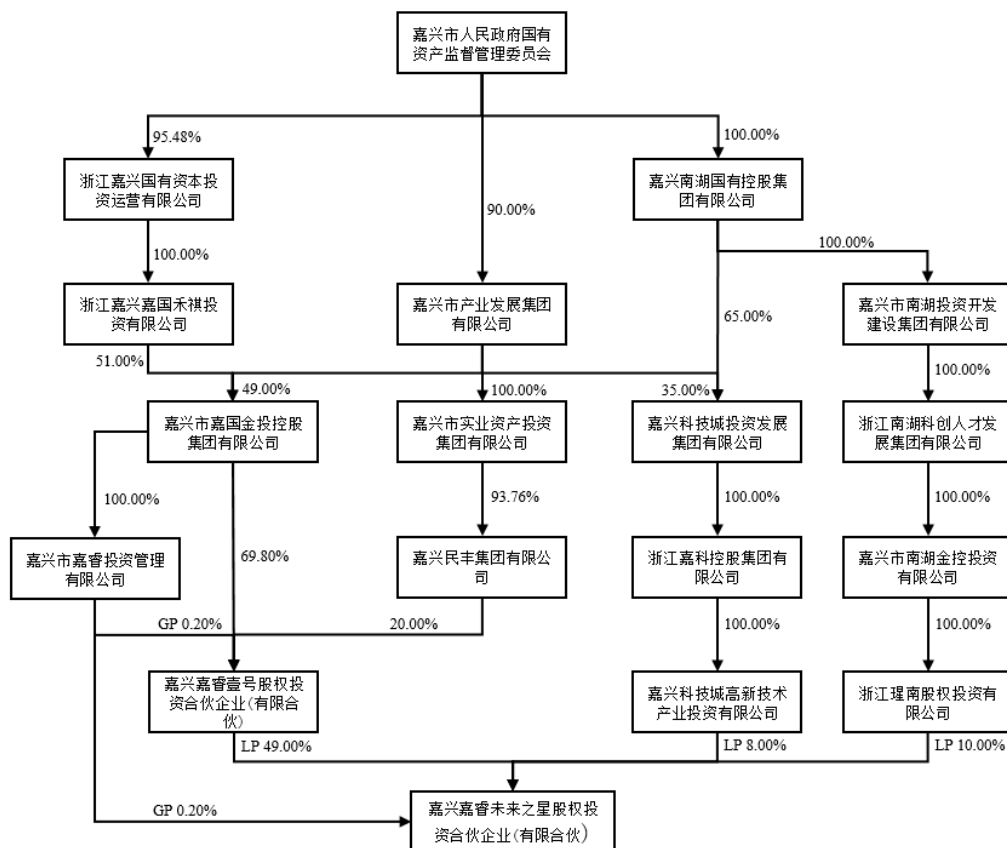 嘉兴市人民政府国有
资产监督管理委员会
95.48%
100.00%
浙江嘉兴国有资本投
资运营有限公司
90.00%
嘉兴南湖国有控股集
团有限公司
100.00%
100.00%
浙江嘉兴嘉国禾祺投
资有限公司
嘉兴市产业发展集团
有限公司
65.00%
嘉兴市南湖投资开发
建设集团有限公司
51.00%
49.00%
100.00%
35.00%
100.00%
嘉兴市嘉国金投控股
集团有限公司
嘉兴市实业资产投资
集团有限公司
嘉兴科技城投资发展
集团有限公司
浙江南湖科创人才发
展集团有限公司
100.00%
69.80%
93.76%
100.00%
100.00%
嘉兴市嘉睿投资管理
有限公司
嘉兴民丰集团有限公
司
浙江嘉科控股集团有
限公司
嘉兴市南湖金控投资
有限公司
GP 0.20%
20.00%
100.00%
100.00%
嘉兴嘉睿壹号股权投
资合伙企业(有限合
伙)
嘉兴科技城高新技术
产业投资有限公司
浙江瑆南股权投资有
限公司
LP 49.00%
LP 8.00%
LP 10.00%
GP 0.20%
嘉兴嘉睿未来之星股权投
资合伙企业(有限合伙)